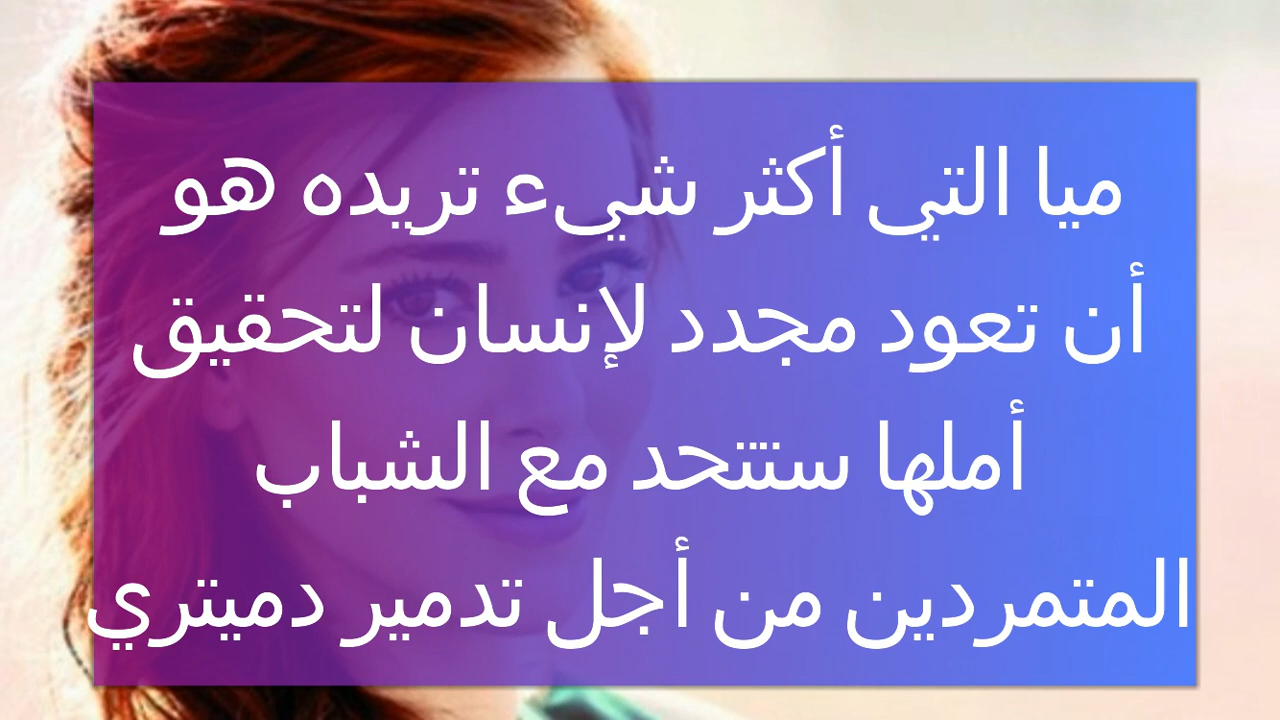 ميا التي أكثر شيء تريده هو
أن تعود مجدد لإنسان لتحقيق
أملها ستتحد مع الشباب
المتمردين من أجل تدمير دميتري